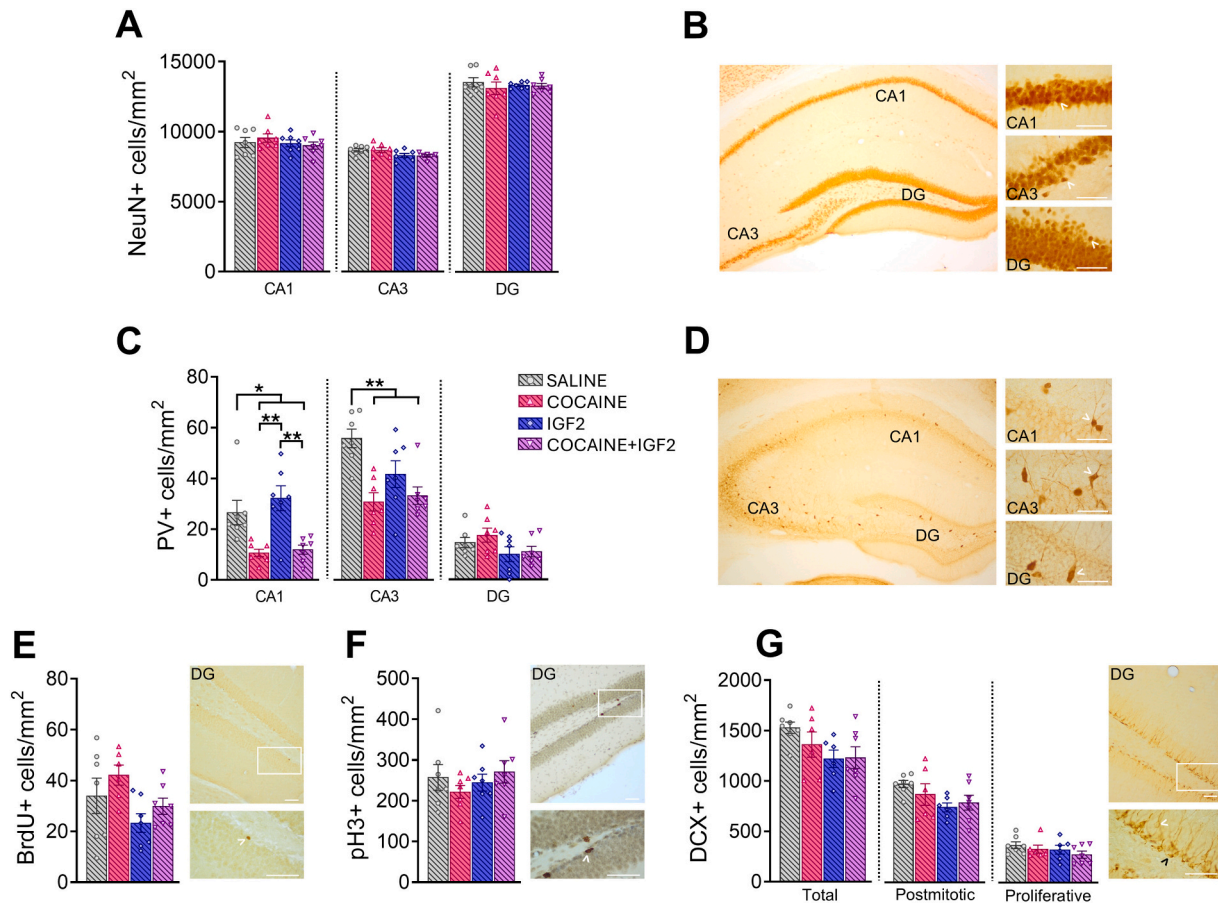 A
NeuN+ cells/mm²
15000
10000
5000
0
CA1
CA3
DG
B
CA1
DG
CA3
CA1
CA3
DG
C
PV+ cells/mm²
80
60
40
20
0
*
**
**
**
CA1
CA3
DG
SALINE
COCAINE
IGF2
COCAINE+IGF2
D
CA1
CA3
DG
CA1
CA3
DG
E
BrdU+ cells/mm²
80
60
40
20
0
DG
F
pH3+ cells/mm²
500
400
300
200
100
0
G
DCX+ cells/mm²
2000
1500
1000
500
0
Total
Postmitotic
Proliferative
DG